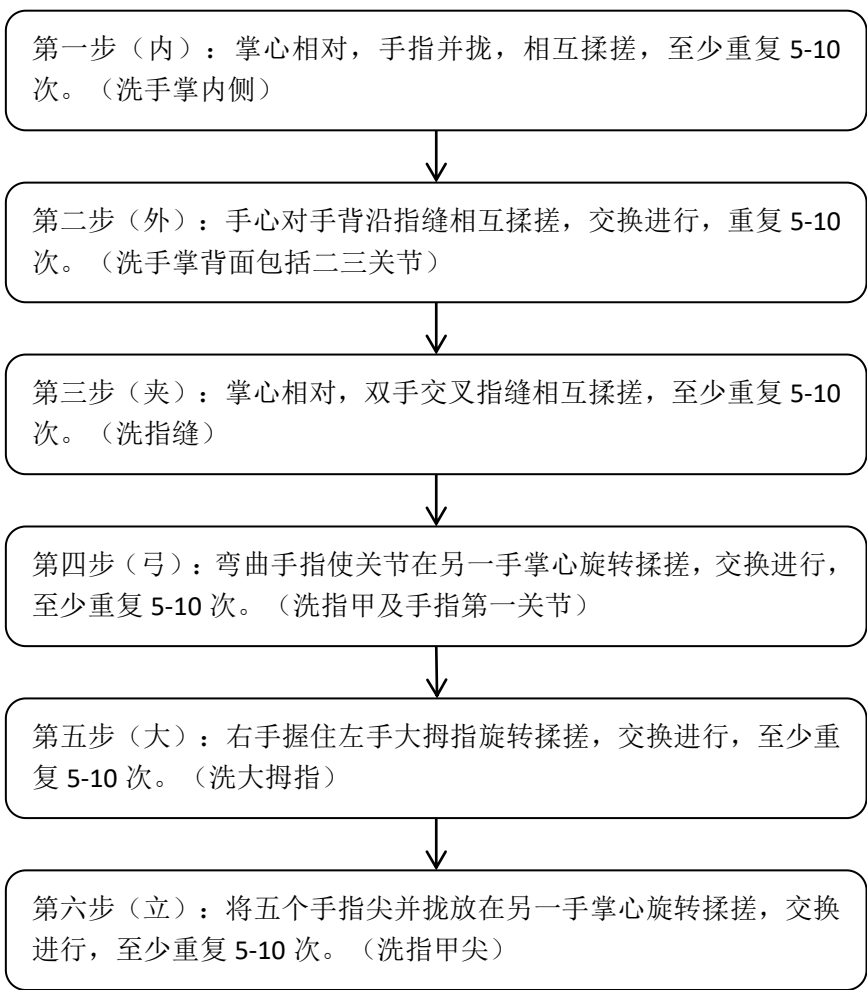 第一步（内）：掌心相对，手指并拢，相互揉搓，至少重复 5-10
次。（洗手掌内侧）
第二步（外）：手心对手背沿指缝相互揉搓，交换进行，重复 5-10
次。（洗手掌背面包括二三关节）
第三步（夹）：掌心相对，双手交叉指缝相互揉搓，至少重复 5-10
次。（洗指缝）
第四步（弓）：弯曲手指使关节在另一手掌心旋转揉搓，交换进行，
至少重复 5-10 次。（洗指甲及手指第一关节）
第五步（大）：右手握住左手大拇指旋转揉搓，交换进行，至少重
复 5-10 次。（洗大拇指）
第六步（立）：将五个手指尖并拢放在另一手掌心旋转揉搓，交换
进行，至少重复 5-10 次。（洗指甲尖）